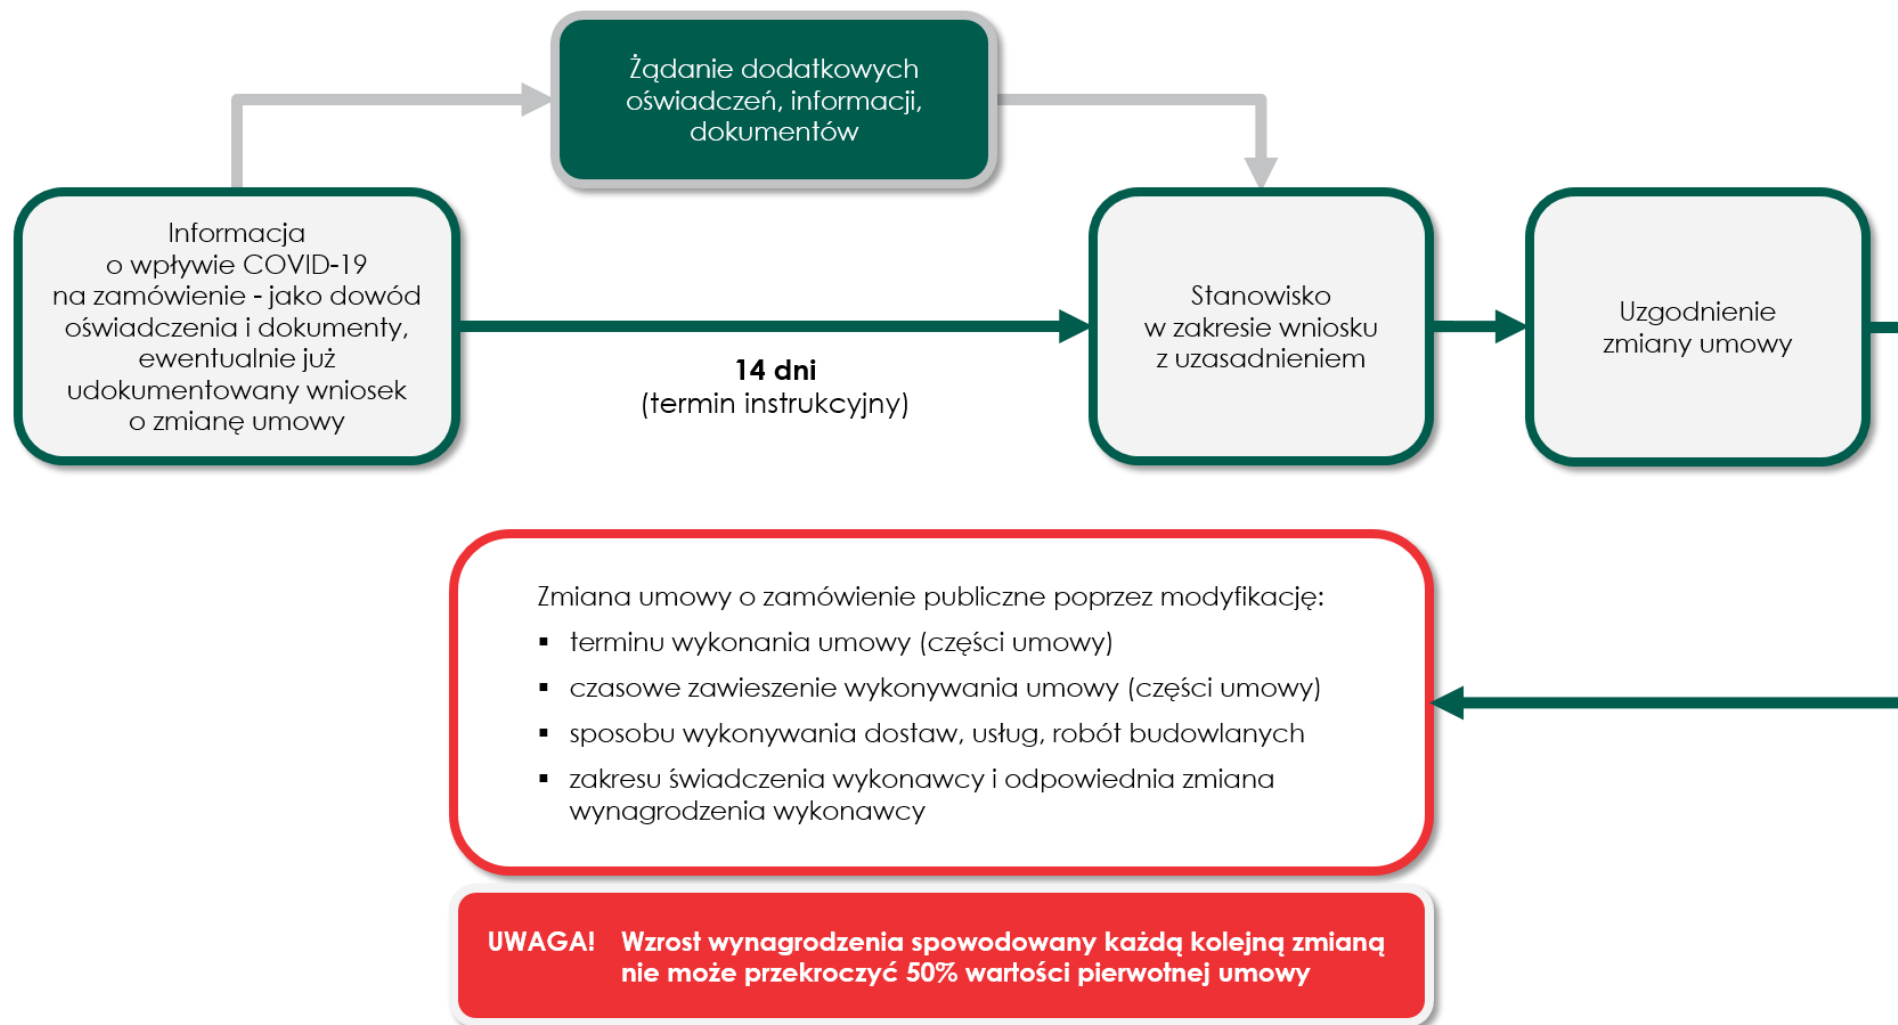 Żądanie dodatkowych
oświadczeń, informacji,
dokumentów
Informacja
o wpływie COVID-19
na zamówienie - jako dowód
oświadczenia i dokumenty,
ewentualnie już
udokumentowany wniosek
o zmianę umowy
14 dni
(termin instrukcyjny)
Stanowisko
w zakresie wniosku
z uzasadnieniem
Uzgodnienie
zmiany umowy
Zmiana umowy o zamówienie publiczne poprzez modyfikację:
▪ terminu wykonania umowy (części umowy)
▪ czasowe zawieszenie wykonywania umowy (części umowy)
▪ sposobu wykonywania dostaw, usług, robót budowlanych
▪ zakresu świadczenia wykonawcy i odpowiednia zmiana
wynagrodzenia wykonawcy
UWAGA! Wzrost wynagrodzenia spowodowany każdą kolejną zmianą
nie może przekroczyć 50% wartości pierwotnej umowy